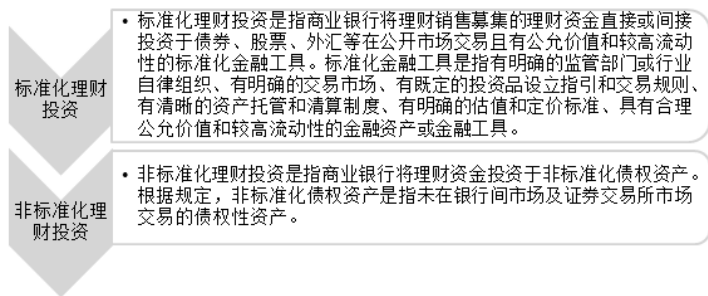 标准化理财
投资
• 标准化理财投资是指商业银行将理财销售募集的理财资金直接或间接
投资于债券、股票、外汇等在公开市场交易且有公允价值和较高流动
性的标准化金融工具。标准化金融工具是指有明确的监管部门或行业
自律组织、有明确的交易市场、有既定的投资品设立指引和交易规则、
有清晰的资产托管和清算制度、有明确的估值和定价标准、具有合理
公允价值和较高流动性的金融资产或金融工具。
非标准化理
财投资
• 非标准化理财投资是指商业银行将理财资金投资于非标准化债权资产。
根据规定，非标准化债权资产是指未在银行间市场及证券交易所市场
交易的债权性资产。